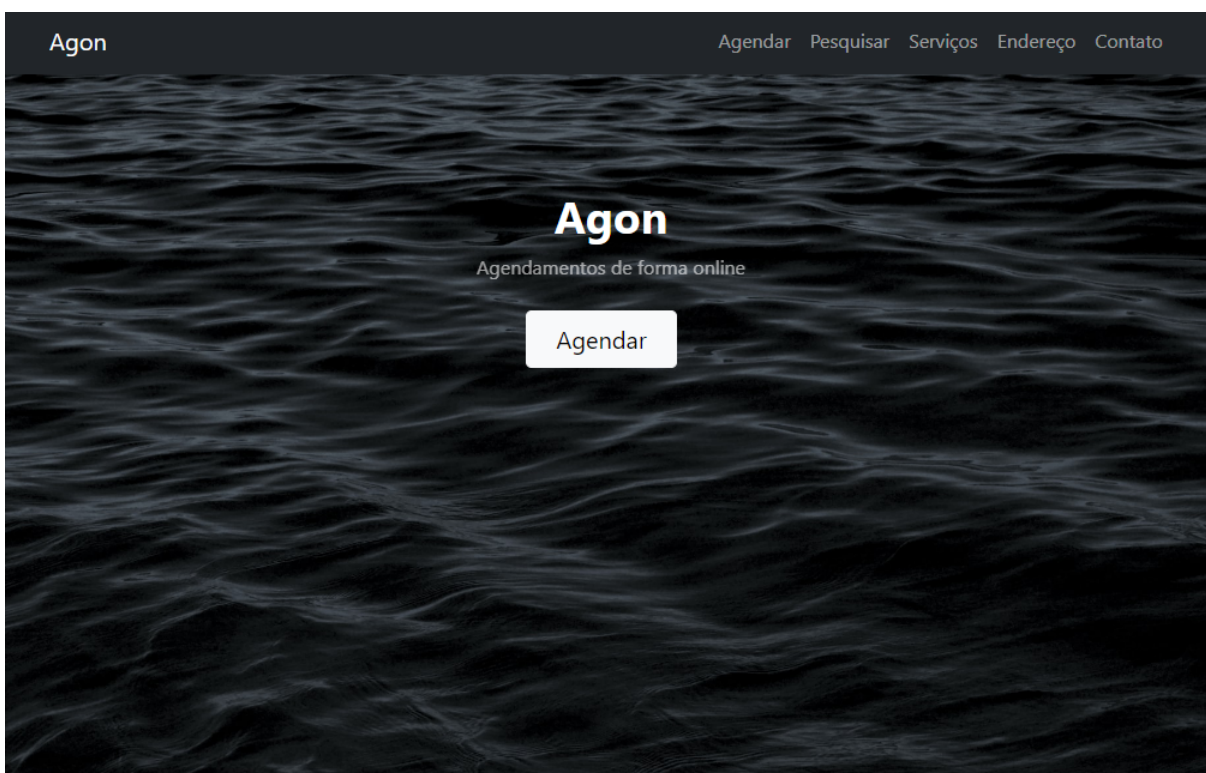 Agon
Agendar Pesquisar Serviços Endereço Contato
Agon
Agendamentos de forma online
Agendar